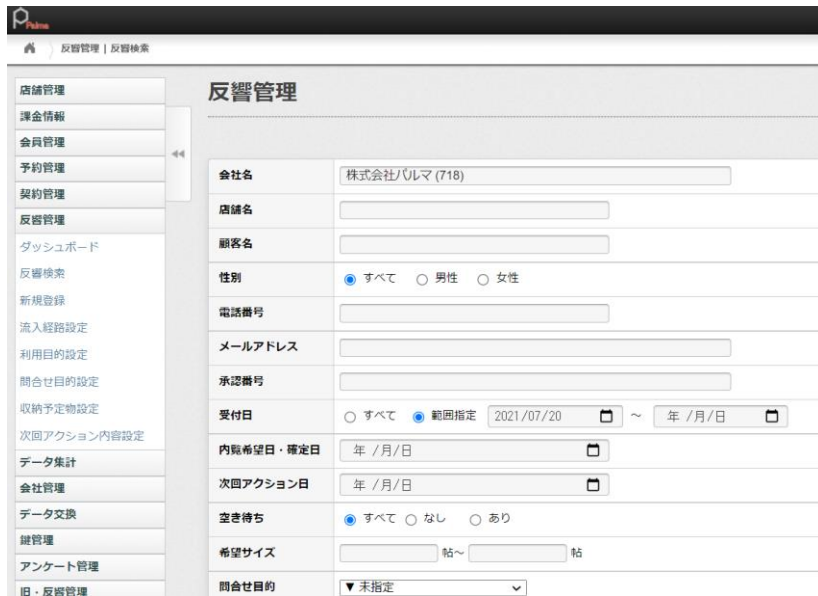 Palma
反響管理 | 反響検索
店舗管理
課金情報
会員管理
予約管理
契約管理
反響管理
ダッシュボード
反響検索
新規登録
流入経路設定
利用目的設定
問合せ目的設定
収納予定物設定
次回アクション内容設定
データ集計
会社管理
データ交換
鍵管理
アンケート管理
旧・反響管理
反響管理
会社名 株式会社パルマ (718)
店舗名
顧客名
性別 すべて 男性 女性
電話番号
メールアドレス
承認番号
受付日 すべて 範囲指定 2021/07/20 ～ 年 /月/日
内覧希望日・確定日 年 /月/日
次回アクション日 年 /月/日
空き待ち すべて なし あり
希望サイズ 帖～ 帖
問合せ目的 ▼ 未指定